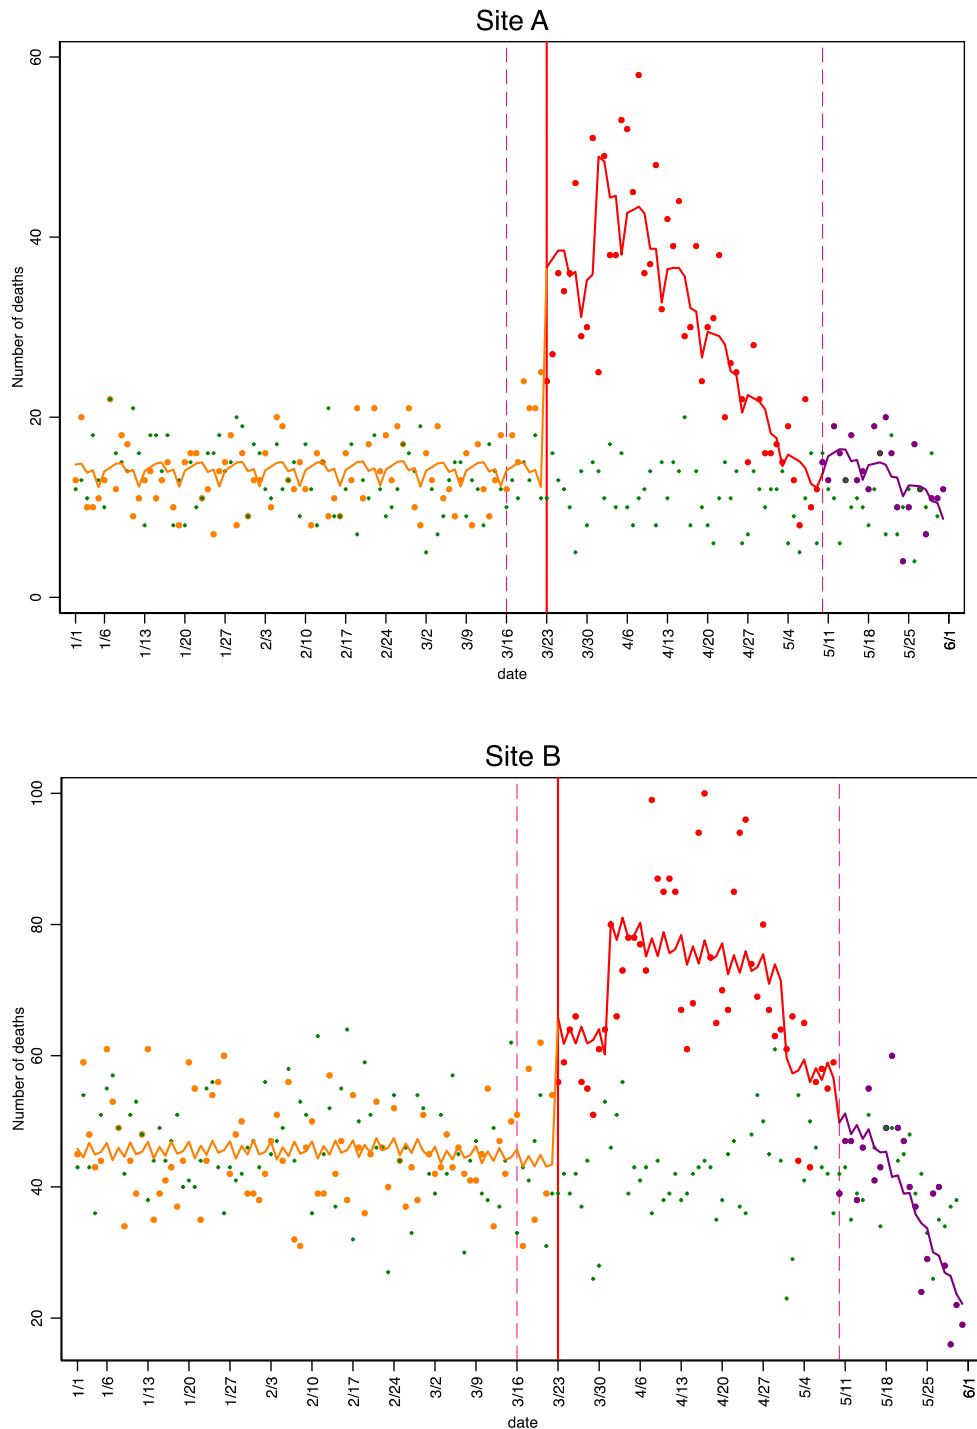 Site A
Number of deaths
60
40
20
0
1/1 1/6 1/13 1/20 1/27 2/3 2/10 2/17 2/24 3/2 3/9 3/16 3/23 3/30 4/6 4/13 4/20 4/27 5/4 5/11 5/18 5/25 6/1
date
Site B
Number of deaths
100
80
60
40
20
1/1 1/6 1/13 1/20 1/27 2/3 2/10 2/17 2/24 3/2 3/9 3/16 3/23 3/30 4/6 4/13 4/20 4/27 5/4 5/11 5/18 5/25 6/1
date